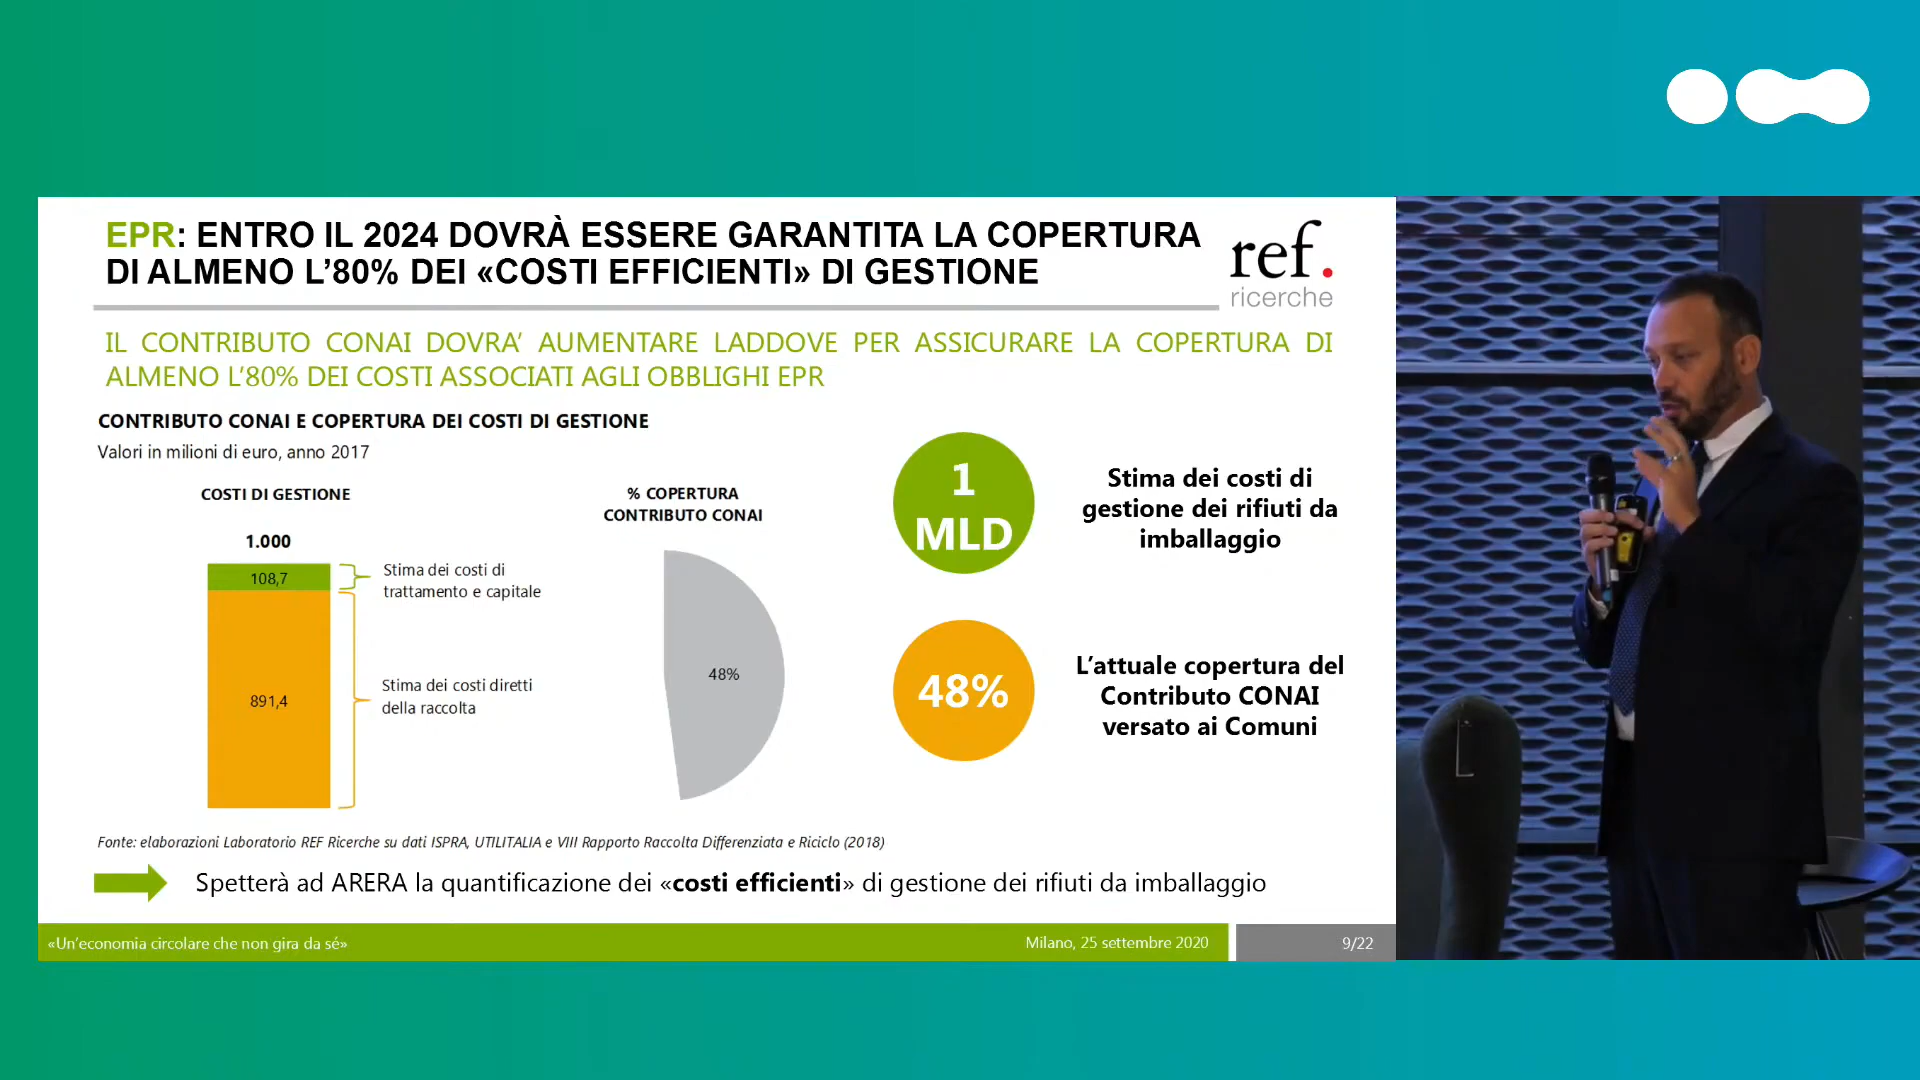 EPR: ENTRO IL 2024 DOVRÀ ESSERE GARANTITA LA COPERTURA
DI ALMENO L’80% DEI «COSTI EFFICIENTI» DI GESTIONE
ref.
ricerche
IL CONTRIBUTO CONAI DOVRA’ AUMENTARE LADDOVE PER ASSICURARE LA COPERTURA DI
ALMENO L’80% DEI COSTI ASSOCIATI AGLI OBBLIGHI EPR
CONTRIBUTO CONAI E COPERTURA DEI COSTI DI GESTIONE
Valori in milioni di euro, anno 2017
COSTI DI GESTIONE
1.000
108,7
Stima dei costi di
trattamento e capitale
891,4
Stima dei costi diretti
della raccolta
% COPERTURA
CONTRIBUTO CONAI
48%
1
MLD
Stima dei costi di
gestione dei rifiuti da
imballaggio
48%
L’attuale copertura del
Contributo CONAI
versato ai Comuni
Fonte: elaborazioni Laboratorio REF Ricerche su dati ISPRA, UTILITALIA e VIII Rapporto Raccolta Differenziata e Riciclo (2018)
Spetterà ad ARERA la quantificazione dei «costi efficienti» di gestione dei rifiuti da imballaggio
«Un’economia circolare che non gira da sé»
Milano, 25 settembre 2020
9/22